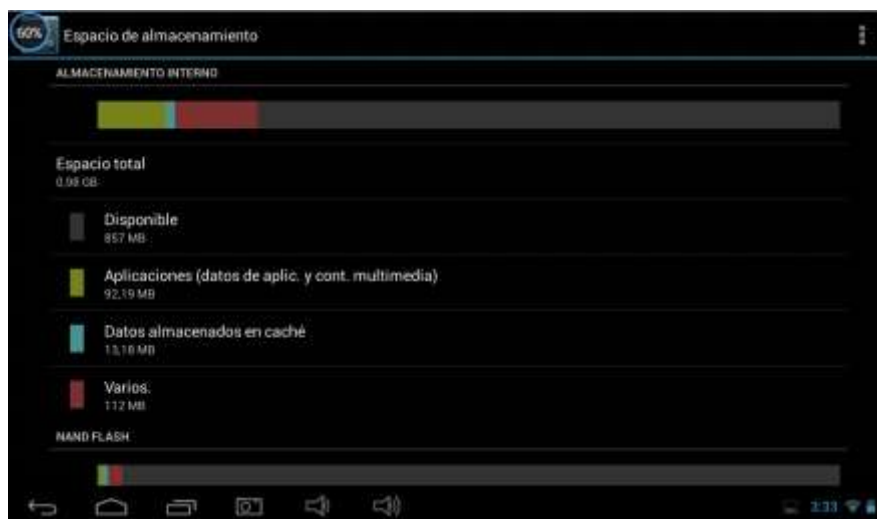 60%
Espacio de almacenamiento
ALMACENAMIENTO INTERNO
Espacio total
0,98 GB
Disponible
857 MB
Aplicaciones (datos de aplic. y cont. multimedia)
92,19 MB
Datos almacenados en caché
13,18 MB
Varios.
112 MB
NAND FLASH
3:33